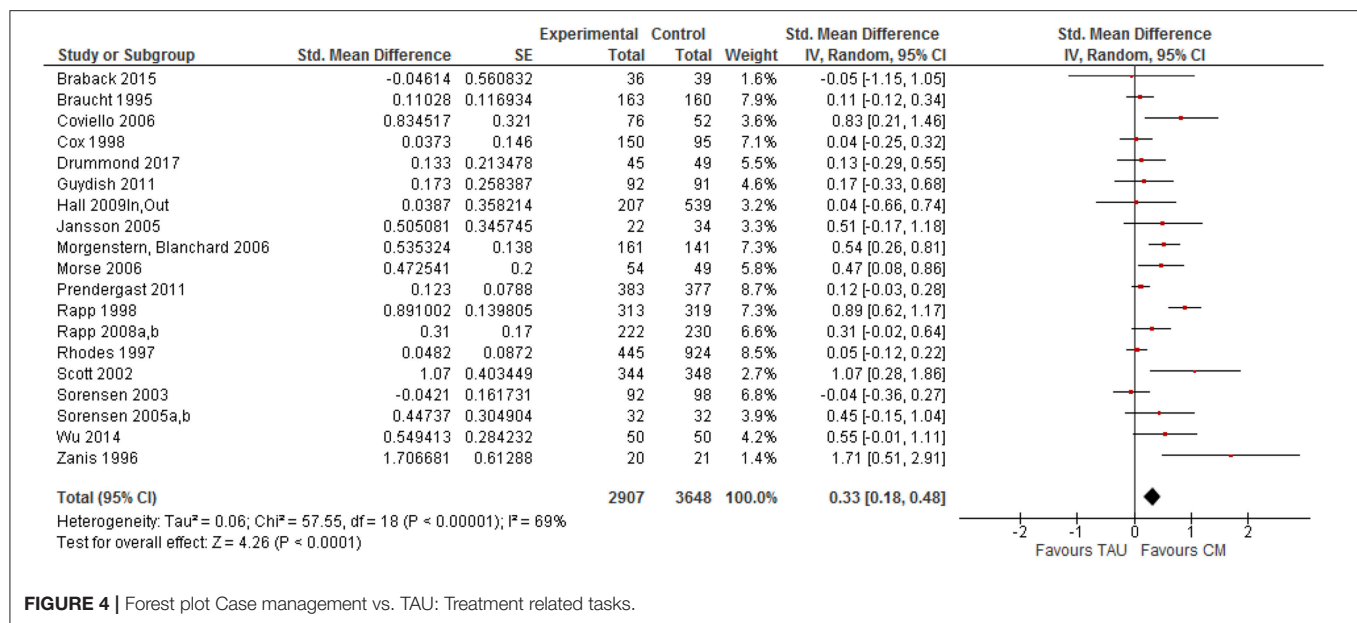 Experimental Control Std. Mean Difference Std. Mean Difference
Study or Subgroup Std. Mean Difference SE Total Total Weight IV, Random, 95% CI IV, Random, 95% CI
Braback 2015 -0.04614 0.560832 36 39 1.6% -0.05 [-1.15, 1.05]
Braucht 1995 0.11028 0.116934 163 160 7.9% 0.11 [-0.12, 0.34]
Coviello 2006 0.834517 0.321 76 52 3.6% 0.83 [0.21, 1.46]
Cox 1998 0.0373 0.146 150 95 7.1% 0.04 [-0.25, 0.32]
Drummond 2017 0.133 0.213478 45 49 5.5% 0.13 [-0.29, 0.55]
Guydish 2011 0.173 0.258387 92 91 4.6% 0.17 [-0.33, 0.68]
Hall 2009In,Out 0.0387 0.358214 207 539 3.2% 0.04 [-0.66, 0.74]
Jansson 2005 0.505081 0.345745 22 34 3.3% 0.51 [-0.17, 1.18]
Morgenstern, Blanchard 2006 0.535324 0.138 161 141 7.3% 0.54 [0.26, 0.81]
Morse 2006 0.472541 0.2 54 49 5.8% 0.47 [0.08, 0.86]
Prendergast 2011 0.123 0.0788 383 377 8.7% 0.12 [-0.03, 0.28]
Rapp 1998 0.891002 0.139805 313 319 7.3% 0.89 [0.62, 1.17]
Rapp 2008a,b 0.31 0.17 222 230 6.6% 0.31 [-0.02, 0.64]
Rhodes 1997 0.0482 0.0872 445 924 8.5% 0.05 [-0.12, 0.22]
Scott 2002 1.07 0.403449 344 348 2.7% 1.07 [0.28, 1.86]
Sorensen 2003 -0.0421 0.161731 92 98 6.8% -0.04 [-0.36, 0.27]
Sorensen 2005a,b 0.44737 0.304904 32 32 3.9% 0.45 [-0.15, 1.04]
Wu 2014 0.549413 0.284232 50 50 4.2% 0.55 [-0.01, 1.11]
Zanis 1996 1.706681 0.61288 20 21 1.4% 1.71 [0.51, 2.91]
Total (95% CI) 2907 3648 100.0% 0.33 [0.18, 0.48]
Heterogeneity: Tau² = 0.06; Chi² = 57.55, df = 18 (P < 0.00001); I² = 69%
Test for overall effect: Z = 4.26 (P < 0.0001)
-2 -1 0 1 2
Favours TAU Favours CM
FIGURE 4 | Forest plot Case management vs. TAU: Treatment related tasks.